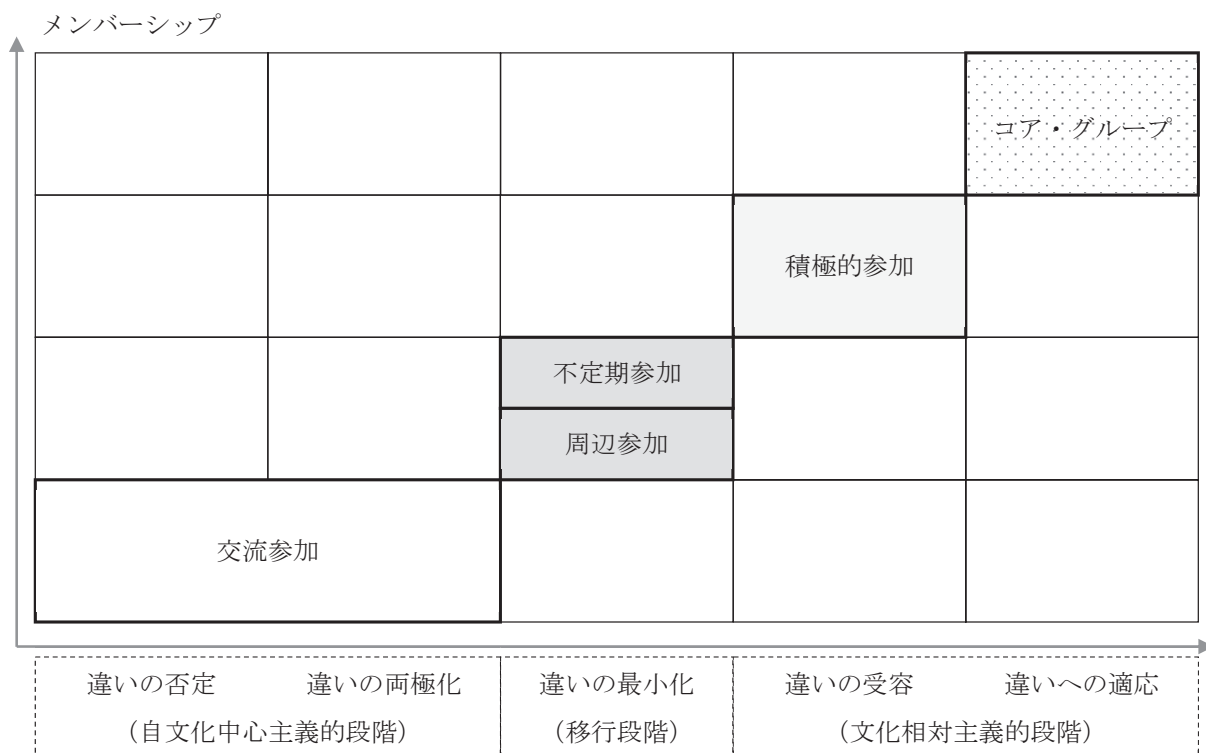 メンバーシップ
コア・グループ
積極的参加
不定期参加
周辺参加
交流参加
違いの否定 違いの両極化 違いの最小化 違いの受容 違いへの適応
(自文化中心主義的段階) (移行段階) (文化相対主義的段階)